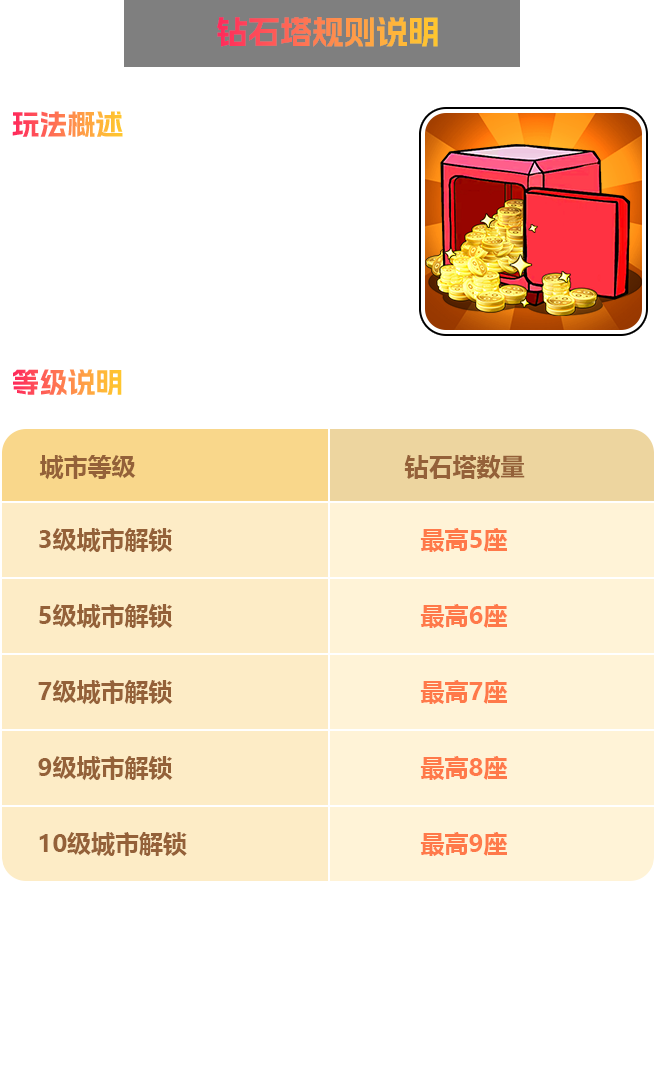 钻石塔规则说明
玩法概述
等级说明
城市等级 钻石塔数量
3级城市解锁 最高5座
5级城市解锁 最高6座
7级城市解锁 最高7座
9级城市解锁 最高8座
10级城市解锁 最高9座